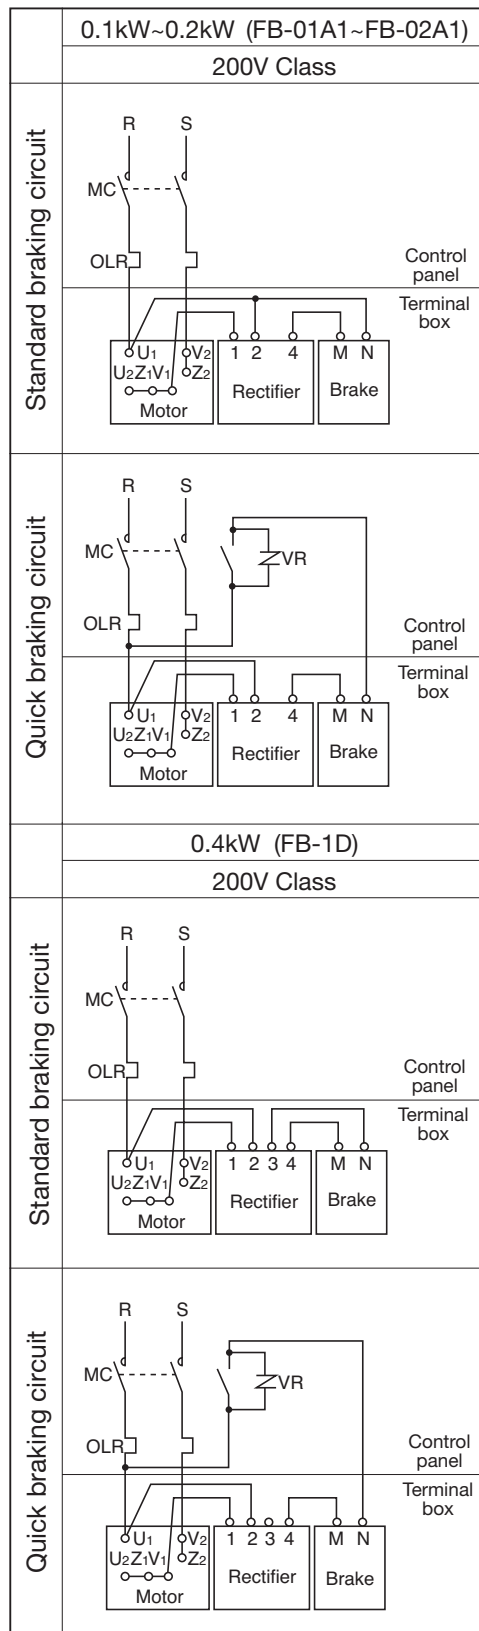 0.1kW~0.2kW (FB-01A1~FB-02A1)
200V Class
Standard braking circuit
R S
MC
OLR
Control
panel
Terminal
box
U1 V2 1 2 4 M N
U2Z1V1 Z2
Motor Rectifier Brake
Quick braking circuit
R S
MC VR
OLR
Control
panel
Terminal
box
U1 V2 1 2 4 M N
U2Z1V1 Z2
Motor Rectifier Brake
0.4kW (FB-1D)
200V Class
Standard braking circuit
R S
MC
OLR
Control
panel
Terminal
box
U1 V2 1 2 3 4 M N
U2Z1V1 Z2
Motor Rectifier Brake
Quick braking circuit
R S
MC VR
OLR
Control
panel
Terminal
box
U1 V2 1 2 3 4 M N
U2Z1V1 Z2
Motor Rectifier Brake